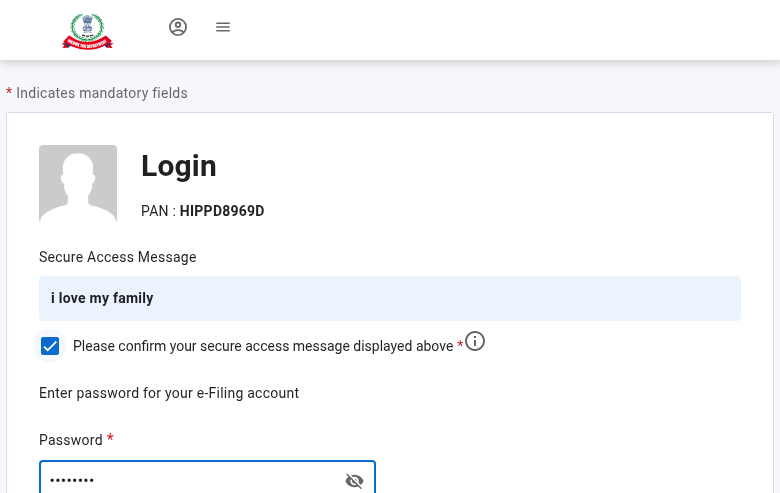 * Indicates mandatory fields
Login
PAN : HIPPD8969D
Secure Access Message
i love my family
Please confirm your secure access message displayed above *
Enter password for your e-Filing account
Password *
••••••••